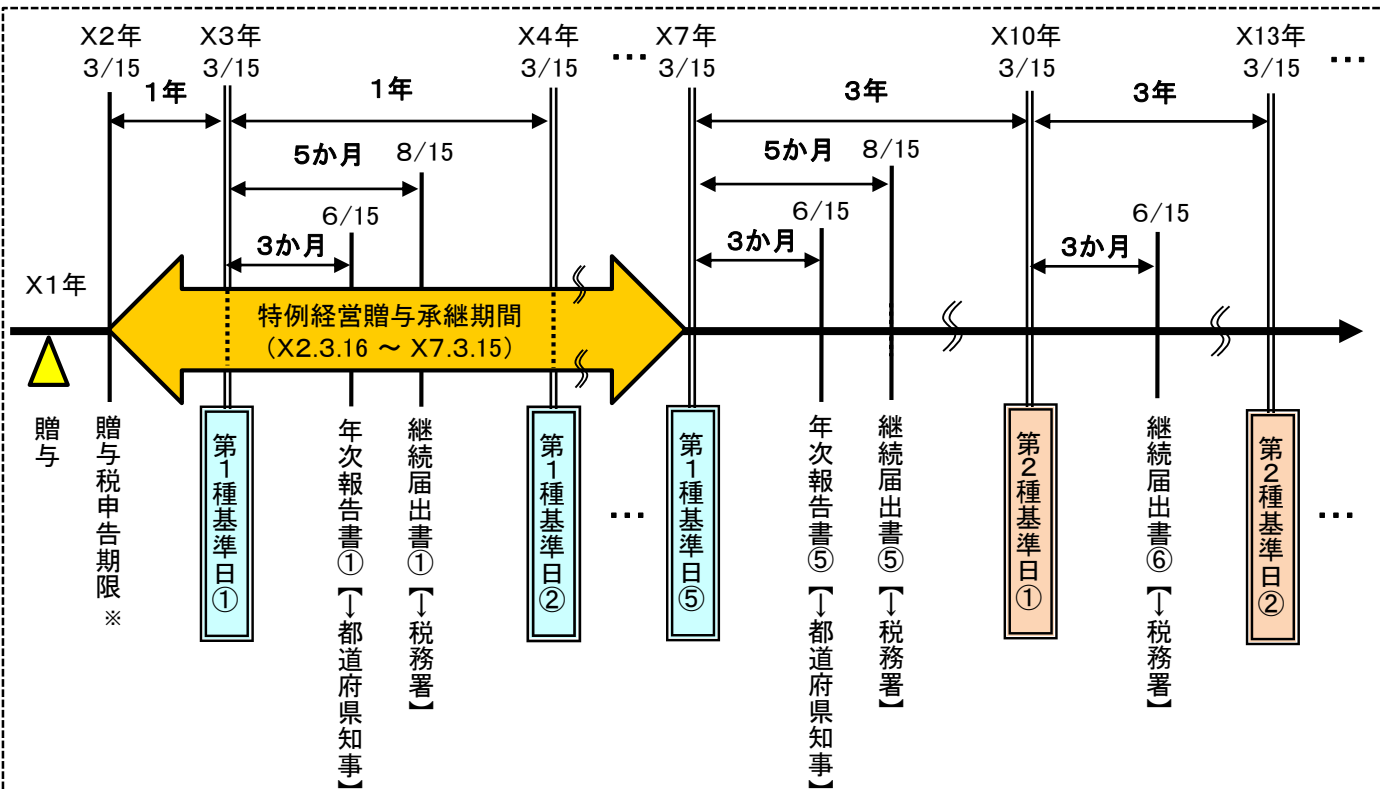 X2年
3/15
X3年
3/15
X4年
3/15
…
X7年
3/15
X10年
3/15
X13年
3/15
…
1年
1年
3年
3年
5か月
8/15
5か月
8/15
6/15
6/15
6/15
3か月
3か月
3か月
X1年
特例経営贈与承継期間
（X2.3.16 ～ X7.3.15）
贈与
贈与税申告期限※
第1種基準日①
年次報告書①【→都道府県知事】
継続届出書①【→税務署】
第1種基準日②
…
第1種基準日⑤
年次報告書⑤【→都道府県知事】
継続届出書⑤【→税務署】
第2種基準日①
継続届出書⑥【→税務署】
第2種基準日②
…